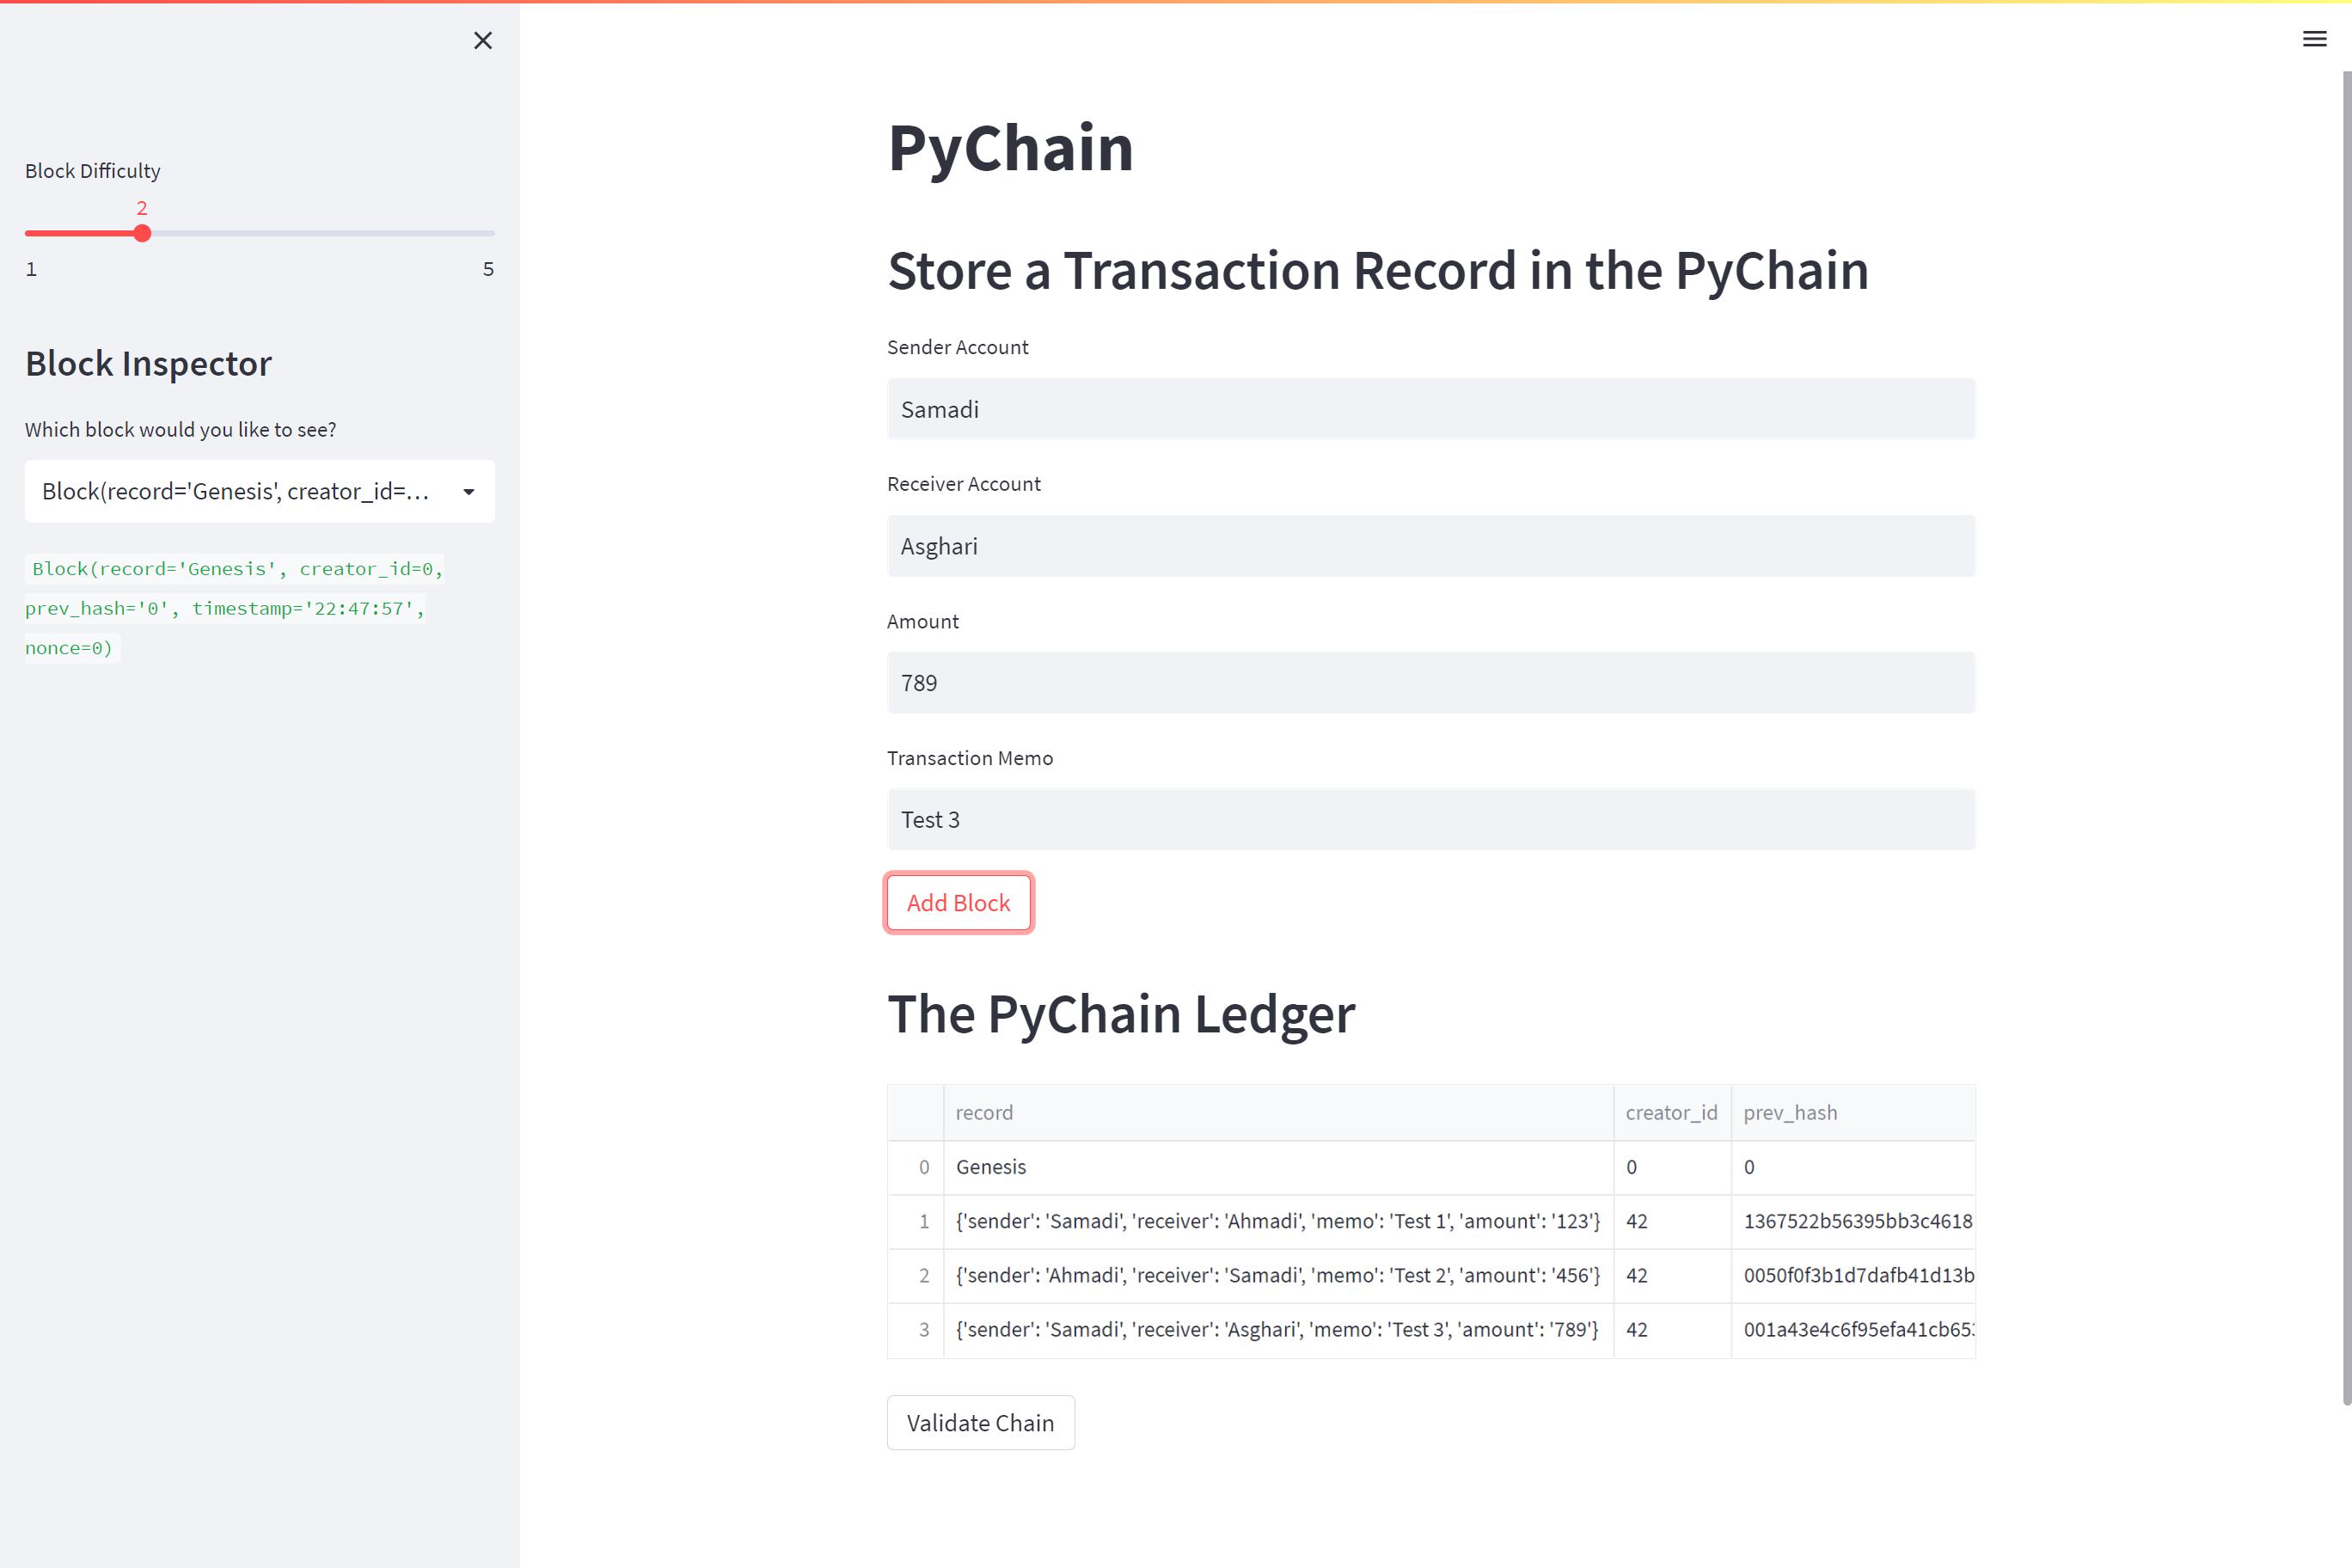 Block Difficulty
2
1 5
Block Inspector
Which block would you like to see?
Block(record='Genesis', creator_id=...
Block(record='Genesis', creator_id=0,
prev_hash='0', timestamp='22:47:57',
nonce=0)
PyChain
Store a Transaction Record in the PyChain
Sender Account
Samadi
Receiver Account
Asghari
Amount
789
Transaction Memo
Test 3
Add Block
The PyChain Ledger
record creator_id prev_hash
0 Genesis 0 0
1 {'sender': 'Samadi', 'receiver': 'Ahmadi', 'memo': 'Test 1', 'amount': '123'} 42 1367522b56395bb3c4618
2 {'sender': 'Ahmadi', 'receiver': 'Samadi', 'memo': 'Test 2', 'amount': '456'} 42 0050f0f3b1d7dafb41d13b
3 {'sender': 'Samadi', 'receiver': 'Asghari', 'memo': 'Test 3', 'amount': '789'} 42 001a43e4c6f95efa41cb653
Validate Chain